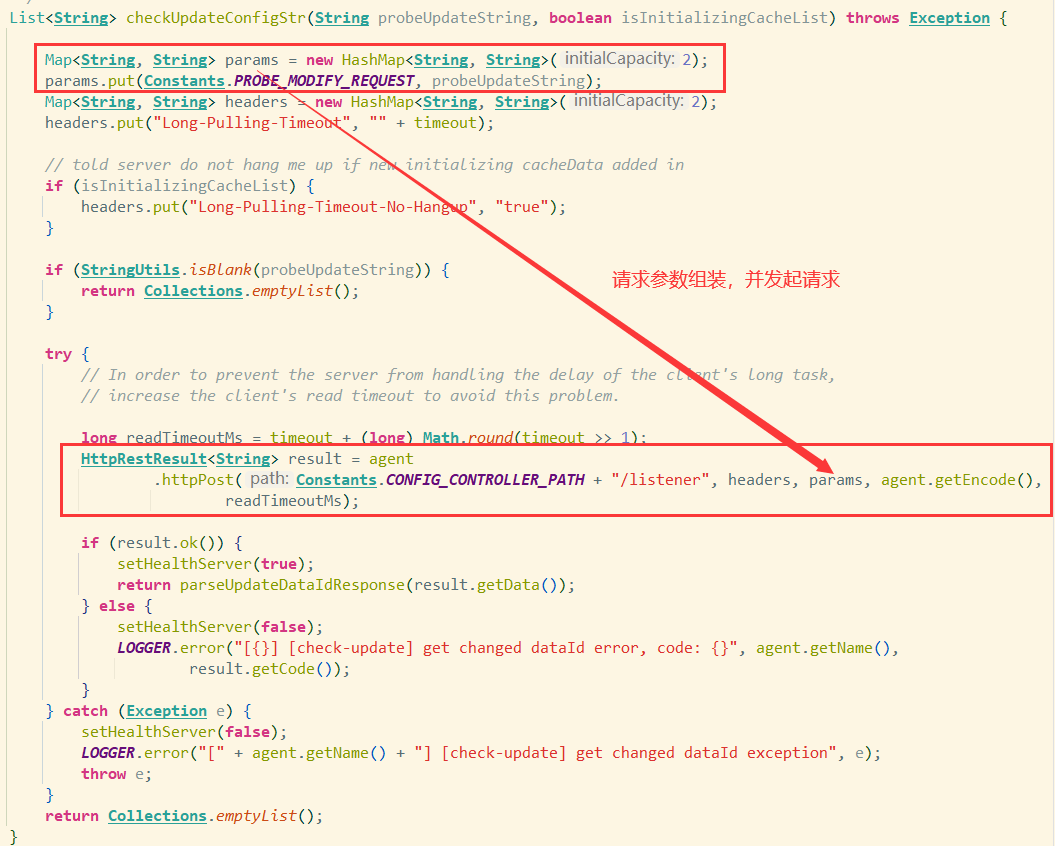 List<String> checkUpdateConfigStr(String probeUpdateString, boolean isInitializingCacheList) throws Exception {
Map<String, String> params = new HashMap<String, String>( initialCapacity: 2);
params.put(Constants.PROBE_MODIFY_REQUEST, probeUpdateString);
Map<String, String> headers = new HashMap<String, String>( initialCapacity: 2);
headers.put("Long-Pulling-Timeout", "" + timeout);
// told server do not hang me up if new initializing cacheData added in
if (isInitializingCacheList) {
headers.put("Long-Pulling-Timeout-No-Hangup", "true");
}
if (StringUtils.isBlank(probeUpdateString)) {
return Collections.emptyList();
}
请求参数组装，并发起请求
try {
// In order to prevent the server from handling the delay of the client's long task,
// increase the client's read timeout to avoid this problem.
long readTimeoutMs = timeout + (long) Math.round(timeout >> 1);
HttpRestResult<String> result = agent
.httpPost( path: Constants.CONFIG_CONTROLLER_PATH + "/listener", headers, params, agent.getEncode(),
readTimeoutMs);
if (result.ok()) {
setHealthServer(true);
return parseUpdateDataIdResponse(result.getData());
} else {
setHealthServer(false);
LOGGER.error("[{}] [check-update] get changed dataId error, code: {}", agent.getName(),
result.getCode());
}
} catch (Exception e) {
setHealthServer(false);
LOGGER.error("[" + agent.getName() + "] [check-update] get changed dataId exception", e);
throw e;
}
return Collections.emptyList();
}